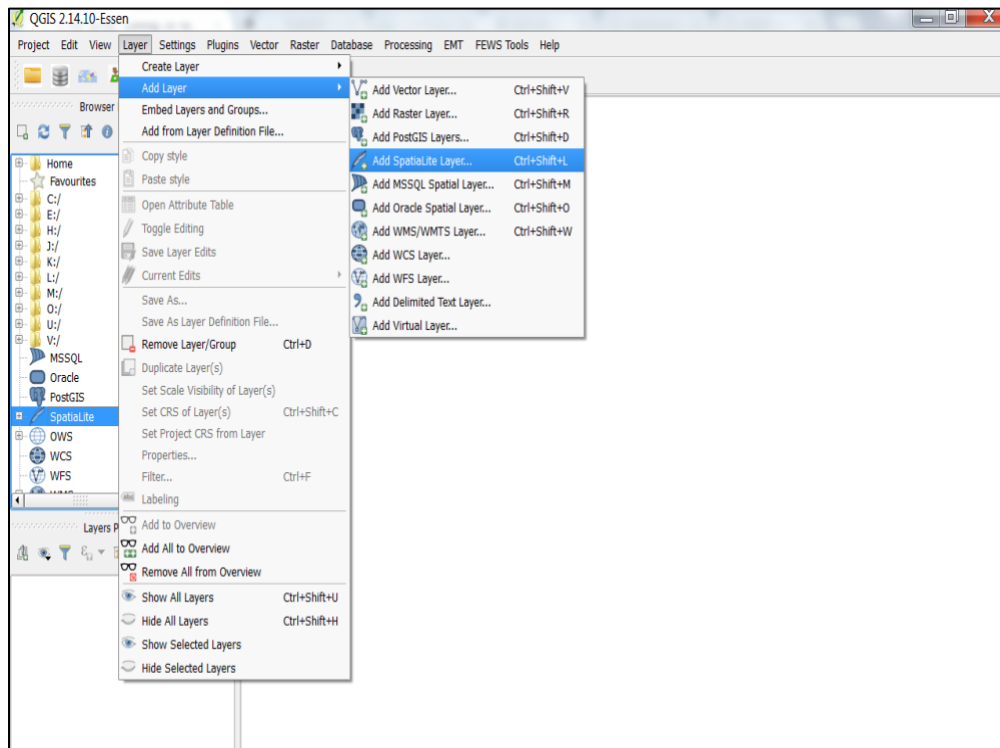 QGIS 2.14.10-Essen
Project Edit View Layer Settings Plugins Vector Raster Database Processing EMT FEWS Tools Help
Browser
Home
Favourites
C:/
E:/
H:/
J:/
K:/
L:/
M:/
O:/
U:/
V:/
MSSQL
Oracle
PostGIS
SpatiaLite
OWS
WCS
WFS
Layers P
Create Layer
Add Layer
Embed Layers and Groups...
Add from Layer Definition File...
Copy style
Paste style
Open Attribute Table
Toggle Editing
Save Layer Edits
Current Edits
Save As...
Save As Layer Definition File...
Remove Layer/Group Ctrl+D
Duplicate Layer(s)
Set Scale Visibility of Layer(s)
Set CRS of Layer(s) Ctrl+Shift+C
Set Project CRS from Layer
Properties...
Filter... Ctrl+F
Labeling
Add to Overview
Add All to Overview
Remove All from Overview
Show All Layers Ctrl+Shift+U
Hide All Layers Ctrl+Shift+H
Show Selected Layers
Hide Selected Layers
Add Vector Layer... Ctrl+Shift+V
Add Raster Layer... Ctrl+Shift+R
Add PostGIS Layers... Ctrl+Shift+D
Add SpatiaLite Layer... Ctrl+Shift+L
Add MSSQL Spatial Layer... Ctrl+Shift+M
Add Oracle Spatial Layer... Ctrl+Shift+O
Add WMS/WMTS Layer... Ctrl+Shift+W
Add WCS Layer...
Add WFS Layer...
Add Delimited Text Layer...
Add Virtual Layer...